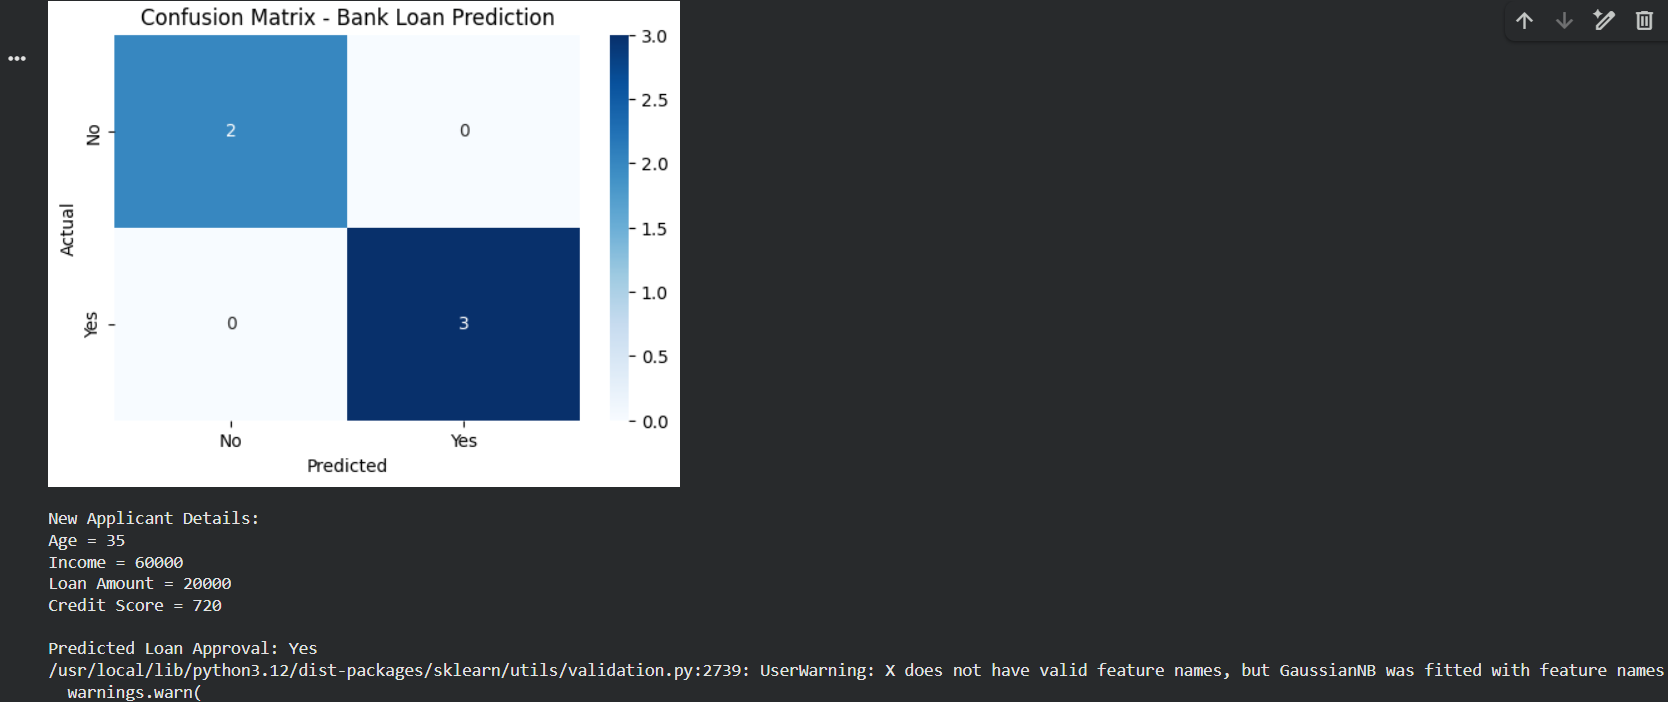 Confusion Matrix - Bank Loan Prediction
3.0
2.5
2.0
1.5
1.0
0.5
0.0
Actual
No
Yes
2
0
0
3
No
Yes
Predicted
New Applicant Details:
Age = 35
Income = 60000
Loan Amount = 20000
Credit Score = 720
Predicted Loan Approval: Yes
/usr/local/lib/python3.12/dist-packages/sklearn/utils/validation.py:2739: UserWarning: X does not have valid feature names, but GaussianNB was fitted with feature names
warnings.warn(